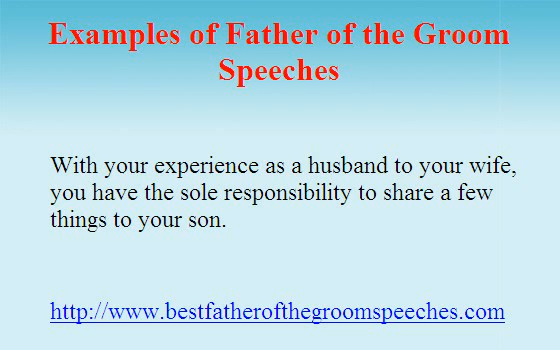 Examples of Father of the Groom
Speeches
With your experience as a husband to your wife,
you have the sole responsibility to share a few
things to your son.
http://www.bestfatherofthegroomspeeches.com